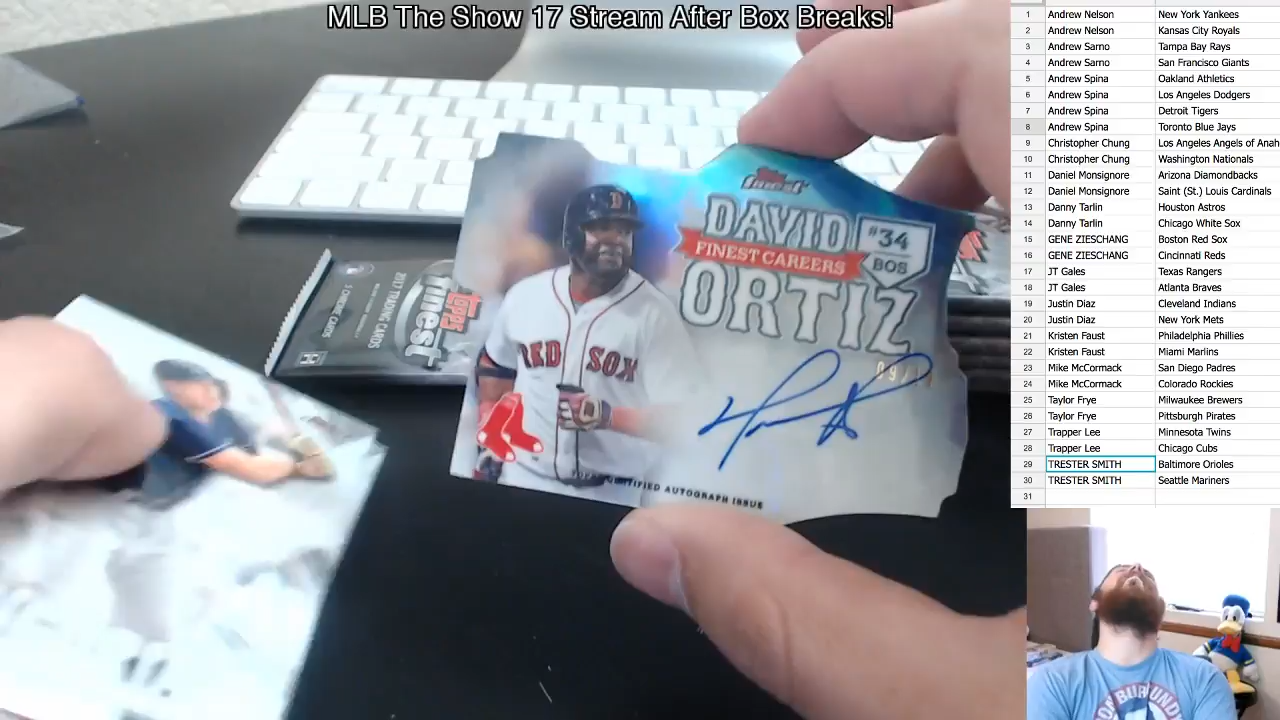 MLB The Show 17 Stream After Box Breaks!
1 Andrew Nelson New York Yankees
2 Andrew Nelson Kansas City Royals
3 Andrew Sarno Tampa Bay Rays
4 Andrew Sarno San Francisco Giants
5 Andrew Spina Oakland Athletics
6 Andrew Spina Los Angeles Dodgers
7 Andrew Spina Detroit Tigers
8 Andrew Spina Toronto Blue Jays
9 Christopher Chung Los Angeles Angels of Anah
10 Christopher Chung Washington Nationals
11 Daniel Monsignore Arizona Diamondbacks
12 Daniel Monsignore Saint (St.) Louis Cardinals
13 Danny Tarlin Houston Astros
14 Danny Tarlin Chicago White Sox
15 GENE ZIESCHANG Boston Red Sox
16 GENE ZIESCHANG Cincinnati Reds
17 JT Gales Texas Rangers
18 JT Gales Atlanta Braves
19 Justin Diaz Cleveland Indians
20 Justin Diaz New York Mets
21 Kristen Faust Philadelphia Phillies
22 Kristen Faust Miami Marlins
23 Mike McCormack San Diego Padres
24 Mike McCormack Colorado Rockies
25 Taylor Frye Milwaukee Brewers
26 Taylor Frye Pittsburgh Pirates
27 Trapper Lee Minnesota Twins
28 Trapper Lee Chicago Cubs
29 TRESTER SMITH Baltimore Orioles
30 TRESTER SMITH Seattle Mariners
31
Topps
finest
DAVID
FINEST CAREERS
ORTIZ
#34
BOS
B
RED SOX
CERTIFIED AUTOGRAPH ISSUE
Topps
finest
2017 TRADING CARDS
5 CHROME CARDS
H